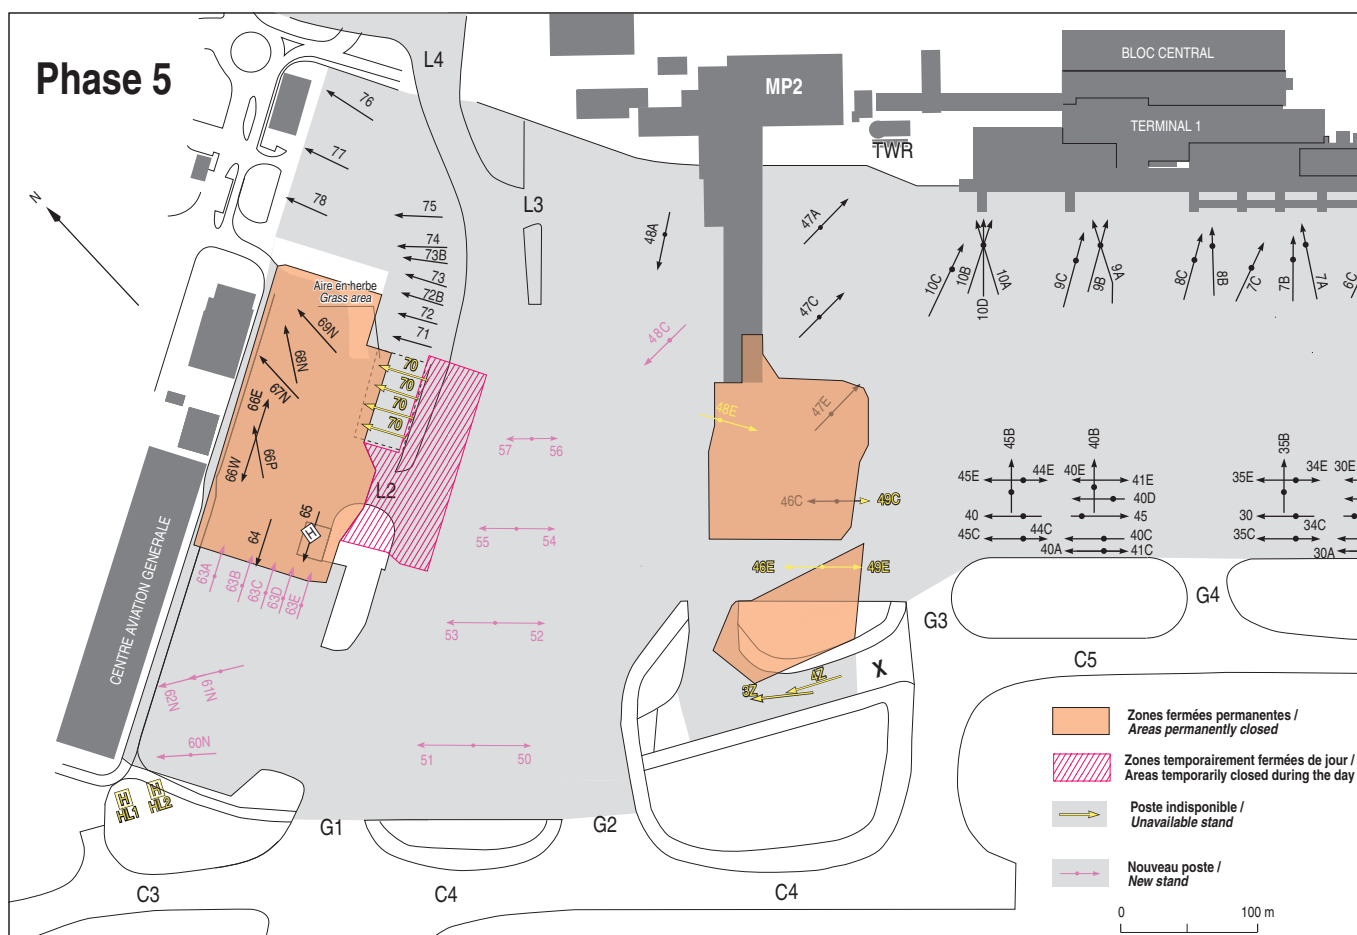 Phase 5
L4
MP2
BLOC CENTRAL
TERMINAL 1
TWR
N
76
77
78
75
74
73B
73
72B
72
71
L3
48A
47A
47C
48C
10C
10B
10D
10A
9C
9B
9A
8C
8B
7C
7B
7A
6C
Aire en herbe
Grass area
69N
68N
67N
66E
66W
66P
70
70
70
70
L2
65
64
H
63A
63B
63C
63D
63E
57
56
55
54
53
52
51
50
48E
47E
46C
49C
46E
49E
45B
40B
35B
45E
44E
40E
41E
35E
34E
30E
40D
40
45
30
45C
44C
40C
35C
34C
40A
41C
30A
G3
G4
C5
X
3Z
4Z
CENTRE AVIATION GENERALE
62N
61N
60N
H
HL1
H
HL2
G1
G2
C3
C4
C4
Zones fermées permanentes /
Areas permanently closed
Zones temporairement fermées de jour /
Areas temporarily closed during the day
Poste indisponible /
Unavailable stand
Nouveau poste /
New stand
0
100 m